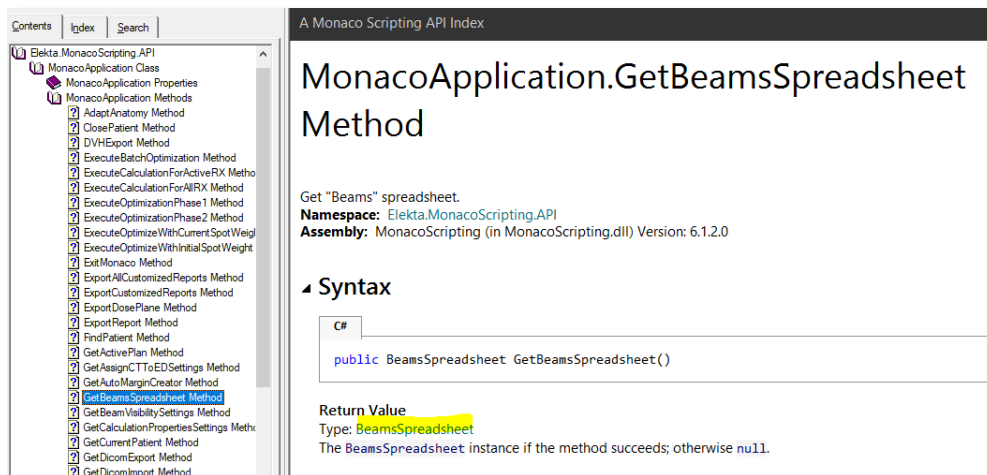 Contents
Index
Search
Elekta.MonacoScripting.API
MonacoApplication Class
MonacoApplication Properties
MonacoApplication Methods
AdaptAnatomy Method
ClosePatient Method
DVHExport Method
ExecuteBatchOptimization Method
ExecuteCalculationForActiveRX Metho
ExecuteCalculationForAllRX Method
ExecuteOptimizationPhase1 Method
ExecuteOptimizationPhase2 Method
ExecuteOptimizeWithCurrentSpotWeigl
ExecuteOptimizeWithInitialSpotWeight
ExitMonaco Method
ExportAllCustomizedReports Method
ExportCustomizedReports Method
ExportDosePlane Method
ExportReport Method
FindPatient Method
GetActivePlan Method
GetAssignCTToEDSettings Method
GetAutoMarginCreator Method
GetBeamsSpreadsheet Method
GetBeamVisibilitySettings Method
GetCalculationPropertiesSettings Metho
GetCurrentPatient Method
GetDicomExport Method
GetDicomImport Method
A Monaco Scripting API Index
MonacoApplication.GetBeamsSpreadsheet
Method
Get "Beams" spreadsheet.
Namespace: Elekta.MonacoScripting.API
Assembly: MonacoScripting (in MonacoScripting.dll) Version: 6.1.2.0
Syntax
C#
public BeamsSpreadsheet GetBeamsSpreadsheet()
Return Value
Type: BeamsSpreadsheet
The BeamsSpreadsheet instance if the method succeeds; otherwise null.